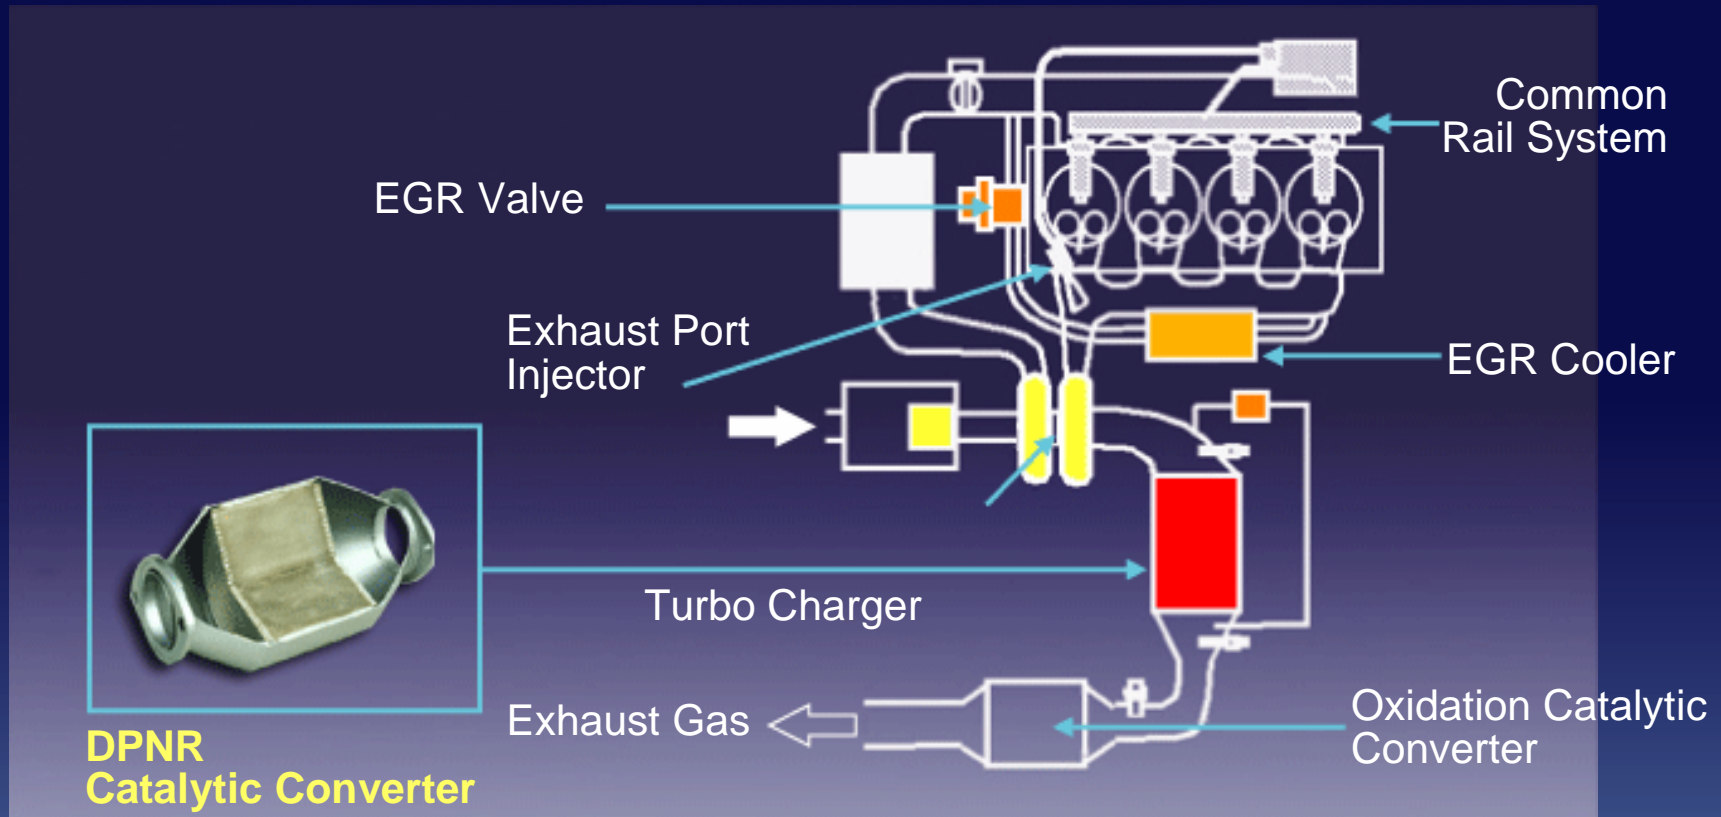 Common
Rail System
EGR Valve
Exhaust Port
Injector
EGR Cooler
Turbo Charger
Exhaust Gas
Oxidation Catalytic
Converter
DPNR
Catalytic Converter